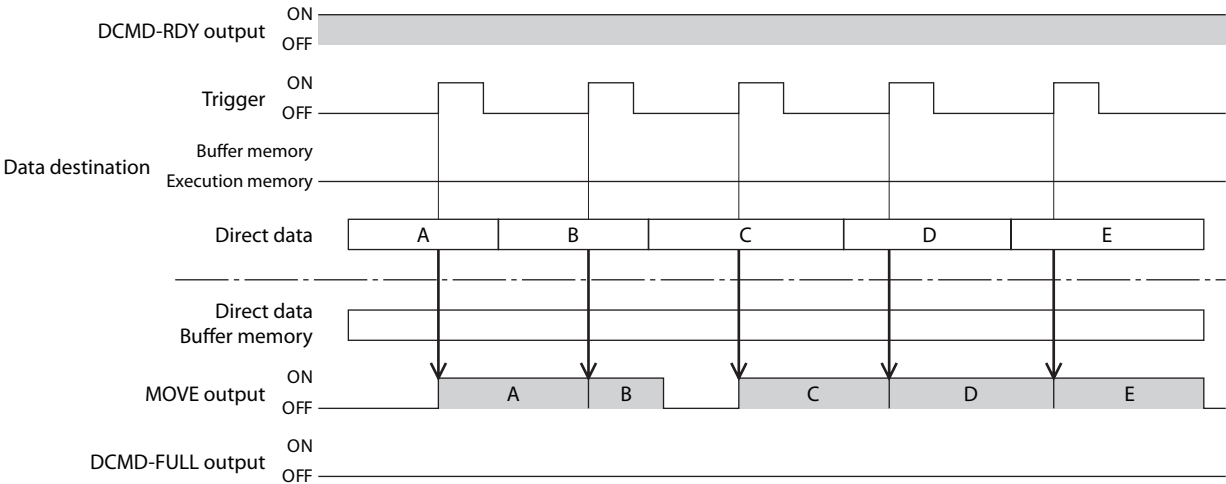 DCMD-RDY output ON
OFF
Trigger ON
OFF
Data destination Buffer memory
Execution memory
Direct data A B C D E
Direct data
Buffer memory
MOVE output ON
OFF
A B C D E
DCMD-FULL output ON
OFF